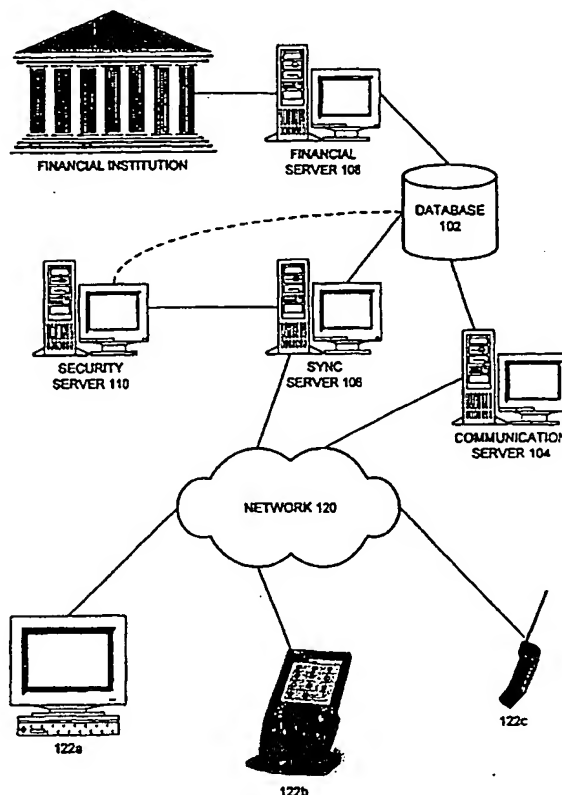 FINANCIAL INSTITUTION
FINANCIAL
SERVER 108
DATABASE
102
SECURITY
SERVER 110
SYNC
SERVER 106
COMMUNICATION
SERVER 104
NETWORK 120
122a
122b
122c